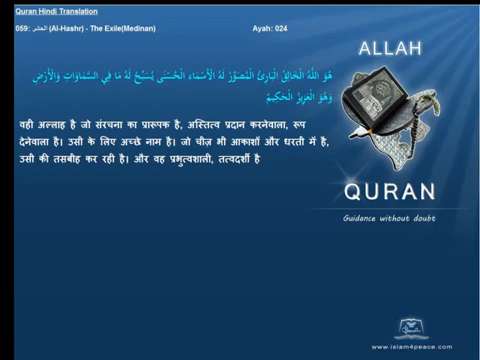 Quran Hindi Translation
059: الحشر (Al-Hashr) - The Exile(Medinan) Ayah: 024
ALLAH
هُوَ اللَّهُ الْخَالِقُ الْبَارِئُ الْمُصَوِّرُ لَهُ الْأَسْمَاء الْحُسْنَى يُسَبِّحُ لَهُ مَا فِي السَّمَاوَاتِ وَالْأَرْضِ
وَهُوَ الْعَزِيزُ الْحَكِيمُ
वही अल्लाह है जो संरचना का प्रारूपक है, अस्तित्व प्रदान करनेवाला, रूप
देनेवाला है। उसी के लिए अच्छे नाम है। जो चीज़ भी आकाशों और धरती में है,
उसी की तसबीह कर रही है। और वह प्रभुत्वशाली, तत्वदर्शी है
QURAN
Guidance without doubt
www.islam4peace.com